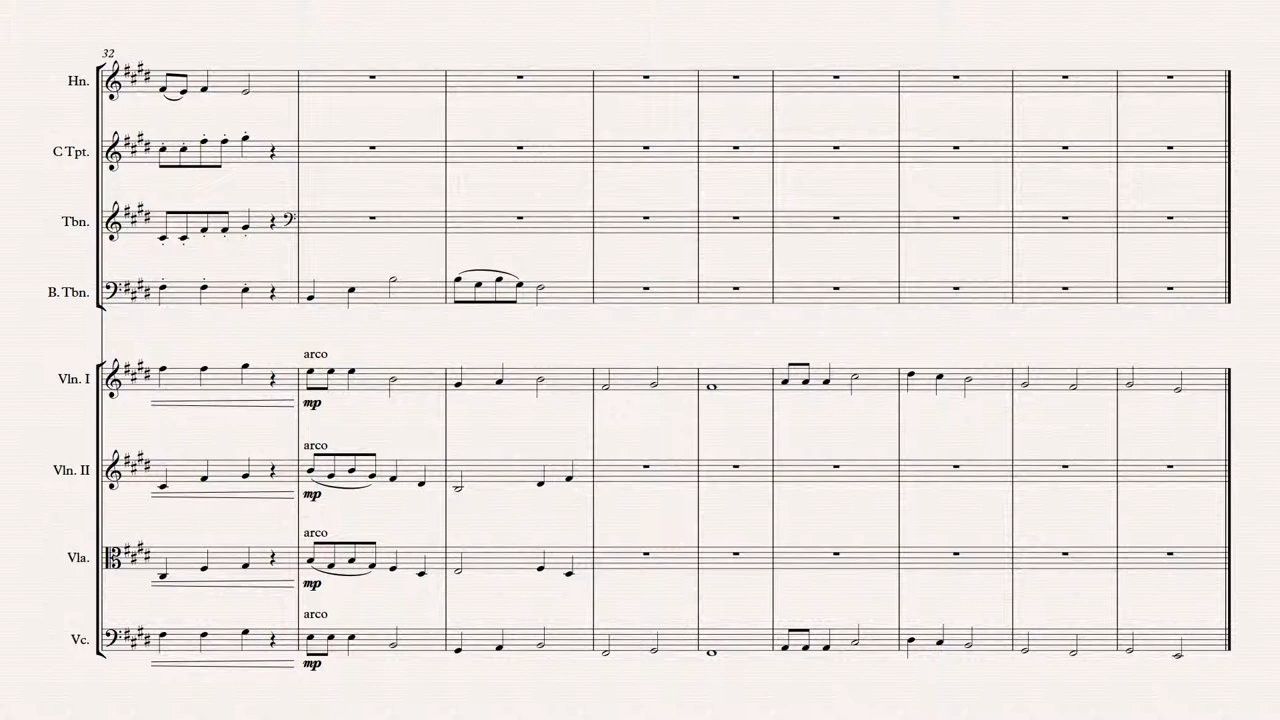 32
Hn.
C Tpt.
Tbn.
B. Tbn.
arco
Vln. I
mp
arco
Vln. II
mp
arco
Vla.
mp
arco
Vc.
mp